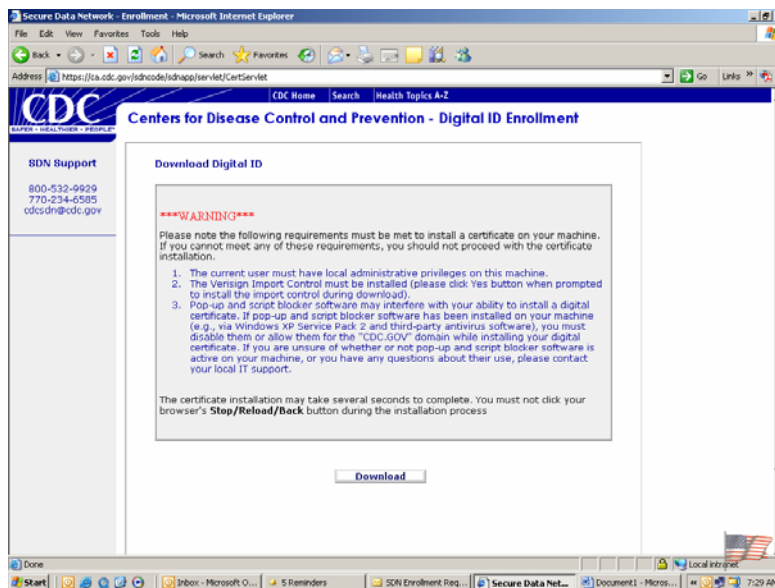 Secure Data Network - Enrollment - Microsoft Internet Explorer
File Edit View Favorites Tools Help
Back Search Favorites
Address https://ca.cdc.gov/sdncode/sdnapp/servlet/CertServlet Go Links »
CDC Home Search Health Topics A-Z
CDC
SAFER • HEALTHIER • PEOPLE™
Centers for Disease Control and Prevention - Digital ID Enrollment
SDN Support
800-532-9929
770-234-6585
cdcsdn@cdc.gov
Download Digital ID
***WARNING***
Please note the following requirements must be met to install a certificate on your machine.
If you cannot meet any of these requirements, you should not proceed with the certificate
installation.
1. The current user must have local administrative privileges on this machine.
2. The Verisign Import Control must be installed (please click Yes button when prompted
to install the import control during download).
3. Pop-up and script blocker software may interfere with your ability to install a digital
certificate. If pop-up and script blocker software has been installed on your machine
(e.g., via Windows XP Service Pack 2 and third-party antivirus software), you must
disable them or allow them for the "CDC.GOV" domain while installing your digital
certificate. If you are unsure of whether or not pop-up and script blocker software is
active on your machine, or you have any questions about their use, please contact
your local IT support.
The certificate installation may take several seconds to complete. You must not click your
browser's Stop/Reload/Back button during the installation process
Download
Done Local intranet
Start Inbox - Microsoft O... 5 Reminders SDN Enrollment Req... Secure Data Net... Document1 - Micros... « 7:29 AM